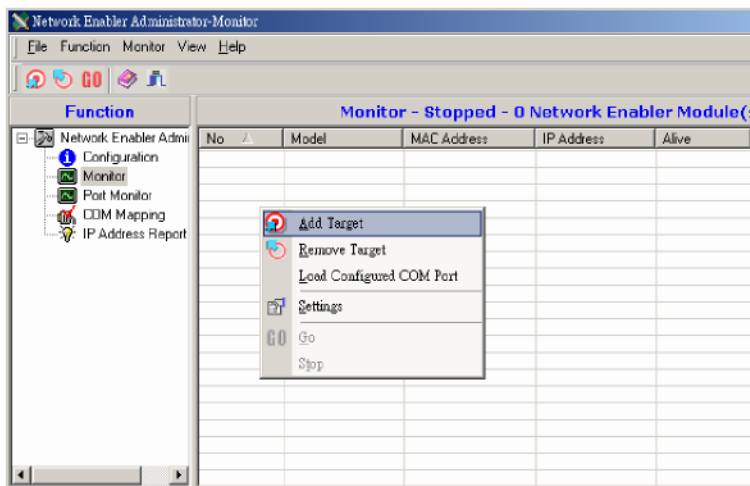 Network Enabler Administrator-Monitor
File Function Monitor View Help
GO
Function
Monitor - Stopped - 0 Network Enabler Module(
No Model MAC Address IP Address Alive
Network Enabler Admi
Configuration
Monitor
Port Monitor
COM Mapping
IP Address Report
Add Target
Remove Target
Load Configured COM Port
Settings
GO Go
Stop